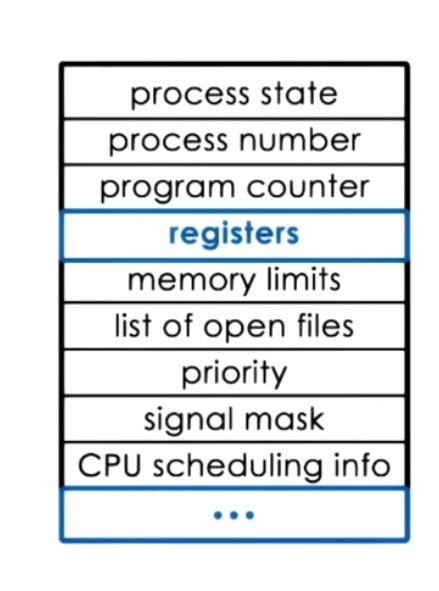 process state
process number
program counter
registers
memory limits
list of open files
priority
signal mask
CPU scheduling info
...